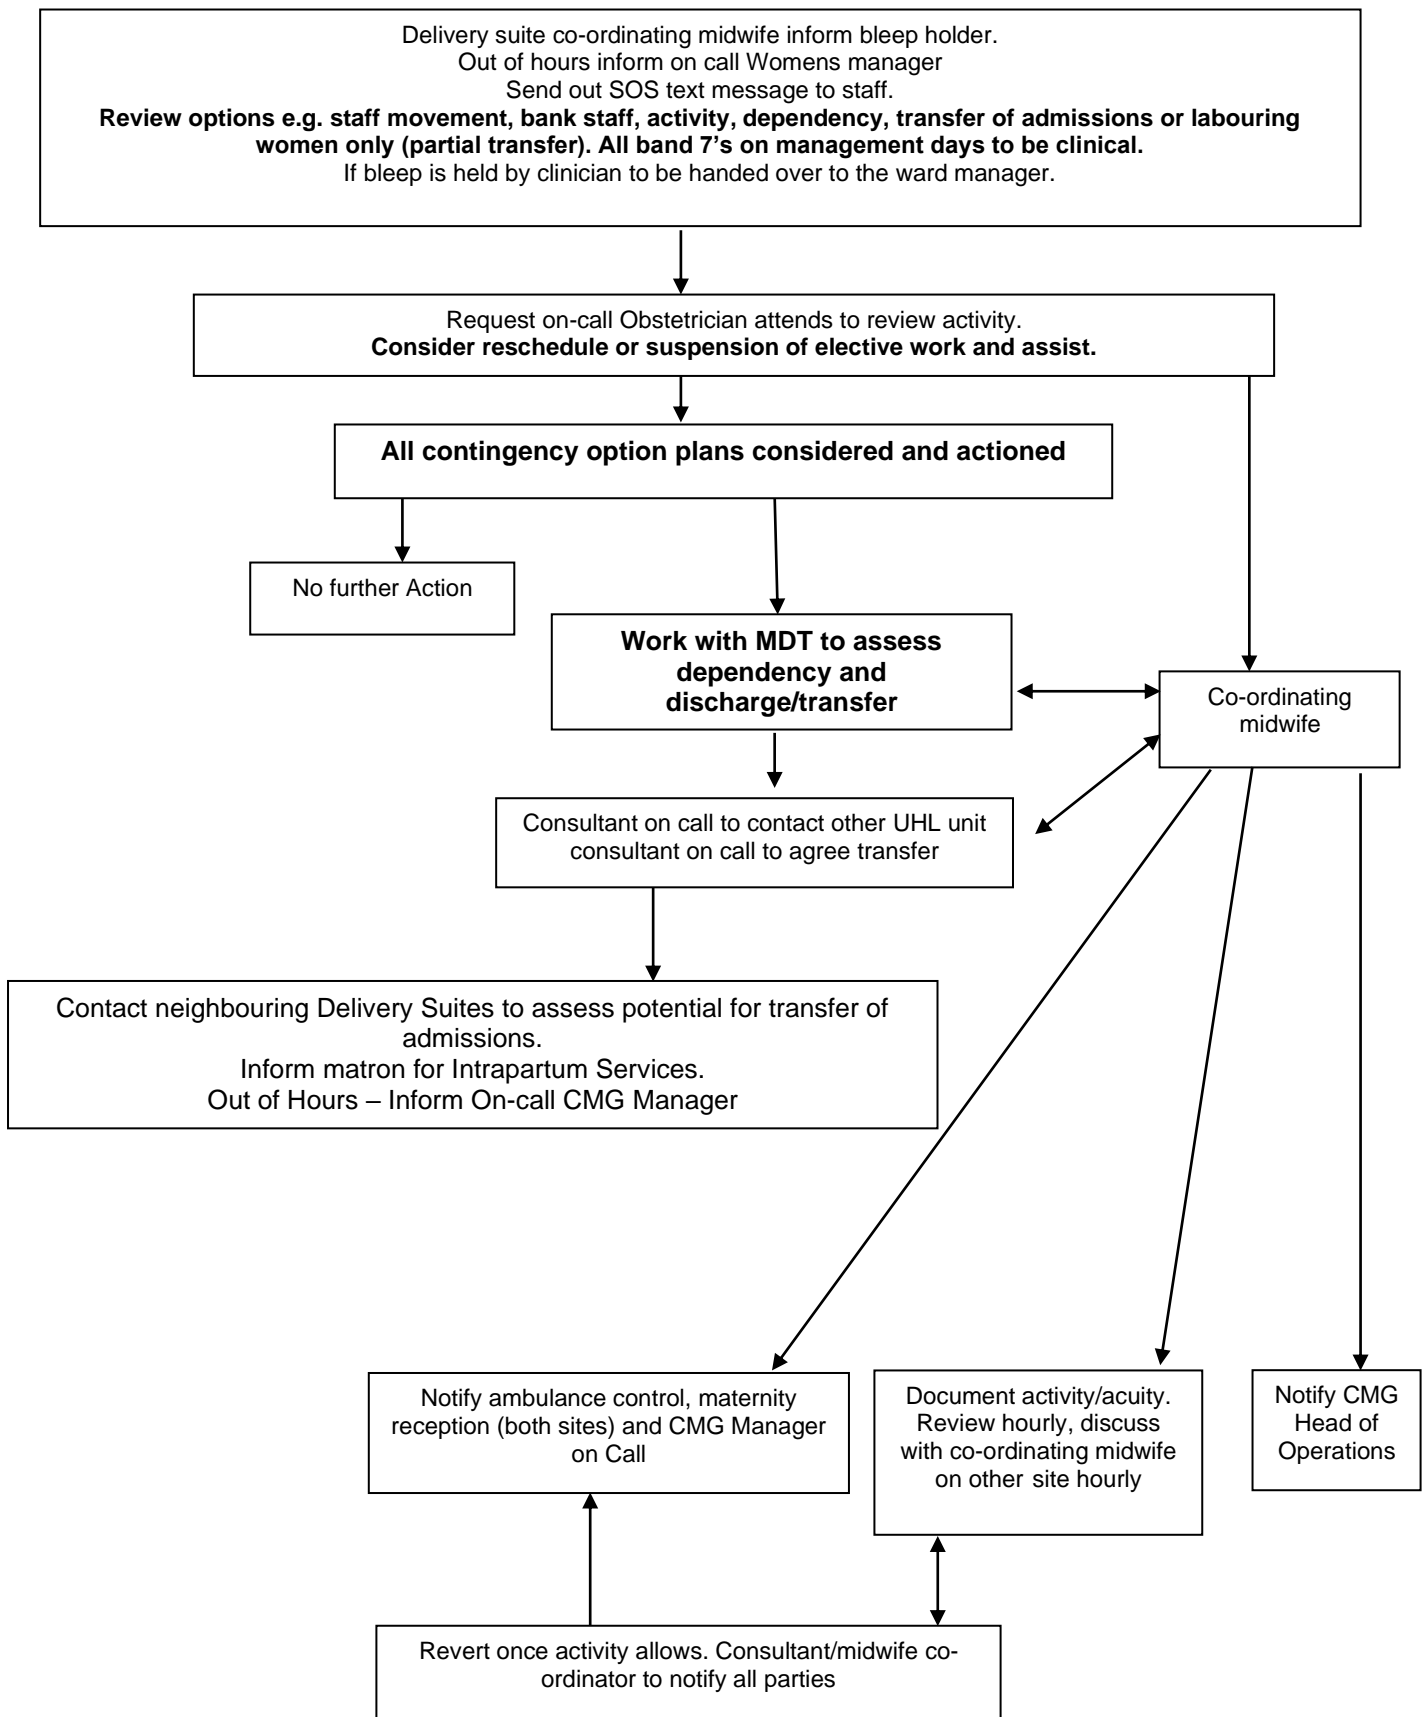 Delivery suite co-ordinating midwife inform bleep holder.
Out of hours inform on call Womens manager
Send out SOS text message to staff.
Review options e.g. staff movement, bank staff, activity, dependency, transfer of admissions or labouring
women only (partial transfer). All band 7’s on management days to be clinical.
If bleep is held by clinician to be handed over to the ward manager.
Request on-call Obstetrician attends to review activity.
Consider reschedule or suspension of elective work and assist.
All contingency option plans considered and actioned
No further Action
Work with MDT to assess
dependency and
discharge/transfer
Co-ordinating
midwife
Consultant on call to contact other UHL unit
consultant on call to agree transfer
Contact neighbouring Delivery Suites to assess potential for transfer of
admissions.
Inform matron for Intrapartum Services.
Out of Hours – Inform On-call CMG Manager
Notify ambulance control, maternity
reception (both sites) and CMG Manager
on Call
Document activity/acuity.
Review hourly, discuss
with co-ordinating midwife
on other site hourly
Notify CMG
Head of
Operations
Revert once activity allows. Consultant/midwife co-
ordinator to notify all parties